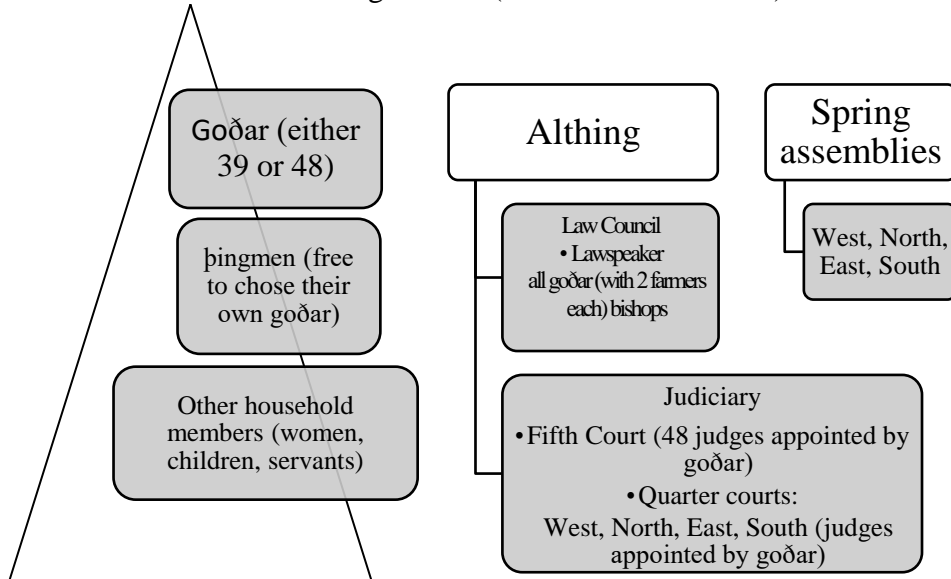 Goðar (either
39 or 48)
þingmen (free
to chose their
own goðar)
Other household
members (women,
children, servants)
Althing
Law Council
• Lawspeaker
all goðar (with 2 farmers
each) bishops
Judiciary
•Fifth Court (48 judges appointed by
goðar)
•Quarter courts:
West, North, East, South (judges
appointed by goðar)
Spring
assemblies
West, North,
East, South